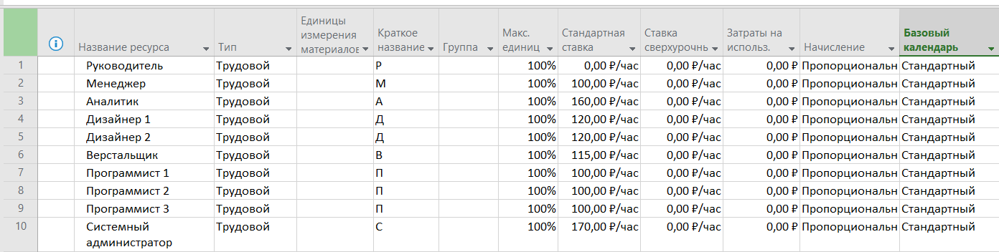 Название ресурса Тип Единицы измерения материалов Краткое название Группа Макс. единиц Стандартная ставка Ставка сверхурочнь Затраты на использ. Начисление Базовый календарь
1 Руководитель Трудовой Р 100% 0,00 ₽/час 0,00 ₽/час 0,00 ₽ Пропорциональн Стандартный
2 Менеджер Трудовой М 100% 100,00 ₽/час 0,00 ₽/час 0,00 ₽ Пропорциональн Стандартный
3 Аналитик Трудовой А 100% 160,00 ₽/час 0,00 ₽/час 0,00 ₽ Пропорциональн Стандартный
4 Дизайнер 1 Трудовой Д 100% 120,00 ₽/час 0,00 ₽/час 0,00 ₽ Пропорциональн Стандартный
5 Дизайнер 2 Трудовой Д 100% 120,00 ₽/час 0,00 ₽/час 0,00 ₽ Пропорциональн Стандартный
6 Верстальщик Трудовой В 100% 115,00 ₽/час 0,00 ₽/час 0,00 ₽ Пропорциональн Стандартный
7 Программист 1 Трудовой П 100% 100,00 ₽/час 0,00 ₽/час 0,00 ₽ Пропорциональн Стандартный
8 Программист 2 Трудовой П 100% 100,00 ₽/час 0,00 ₽/час 0,00 ₽ Пропорциональн Стандартный
9 Программист 3 Трудовой П 100% 100,00 ₽/час 0,00 ₽/час 0,00 ₽ Пропорциональн Стандартный
10 Системный Трудовой С 100% 170,00 ₽/час 0,00 ₽/час 0,00 ₽ Пропорциональн Стандартный
администратор